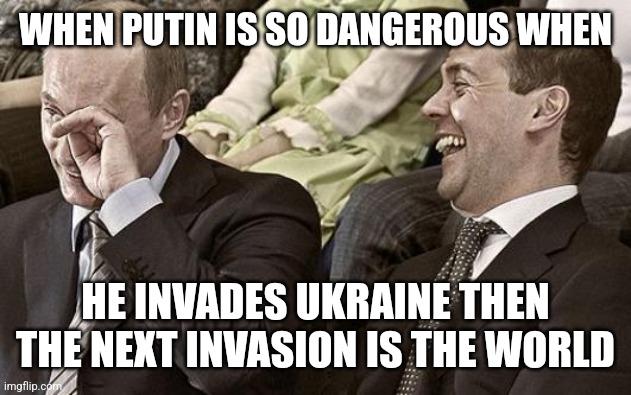 WHEN PUTIN IS SO DANGEROUS WHEN
HE INVADES UKRAINE THEN
THE NEXT INVASION IS THE WORLD
imgflip.com